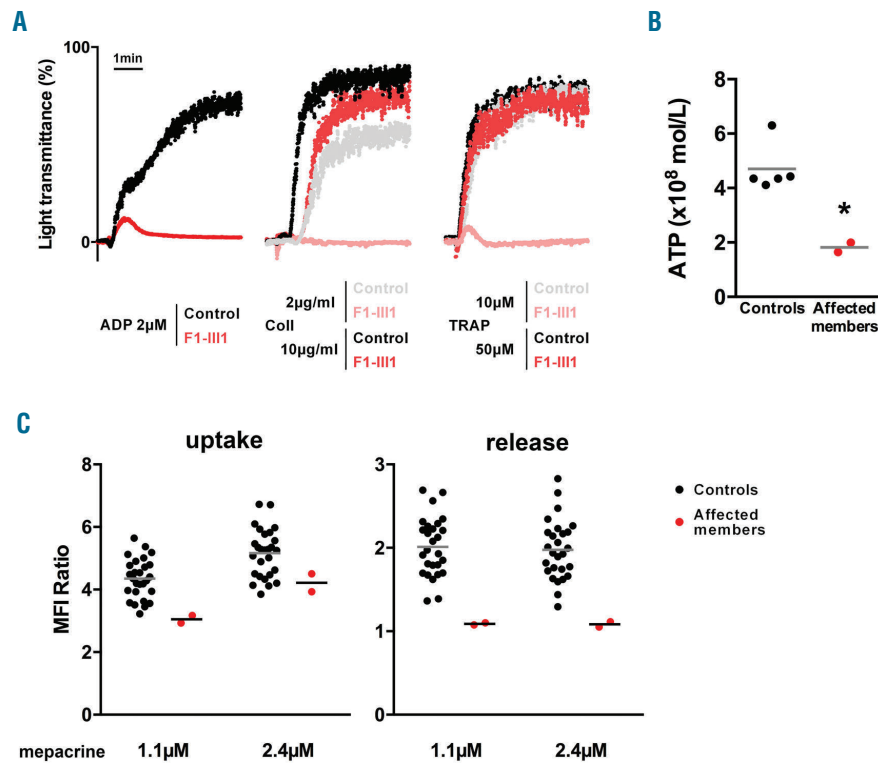 A
B
100
1min
Light transmittance (%)
0
ADP 2µM
Control
F1-III1
Coll
2µg/ml
Control
F1-III1
10µg/ml
Control
F1-III1
TRAP
10µM
Control
F1-III1
50µM
Control
F1-III1
8
6
4
2
0
ATP (x10⁸ mol/L)
*
Controls
Affected
members
C
uptake
release
8
6
4
2
0
MFI Ratio
3
2
1
0
Controls
Affected
members
mepacrine
1.1µM
2.4µM
1.1µM
2.4µM